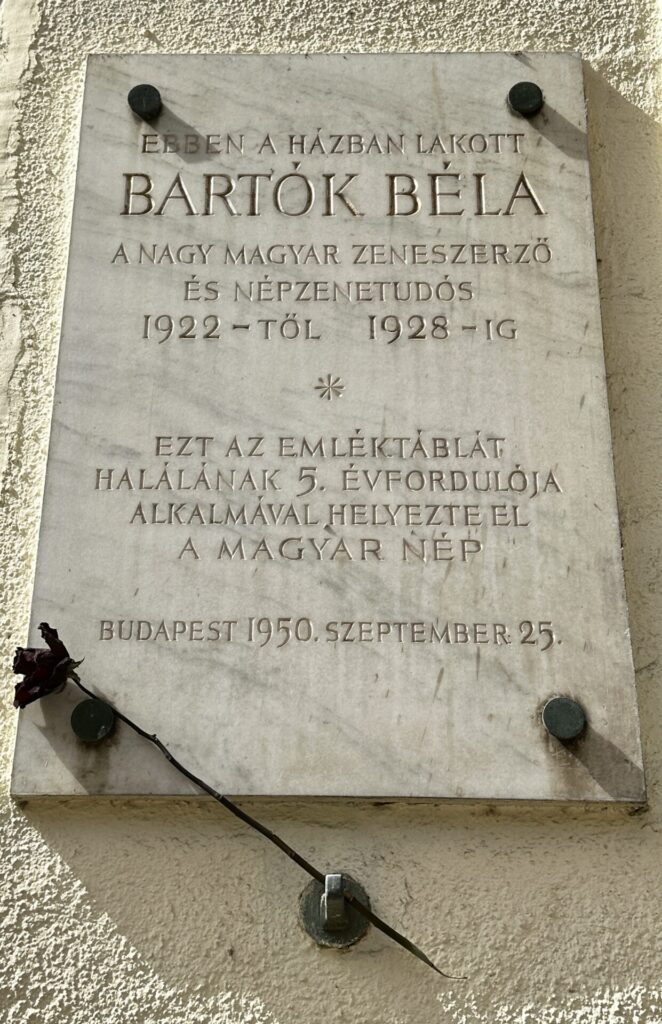 EBBEN A HÁZBAN LAKOTT
BARTÓK BÉLA
A NAGY MAGYAR ZENESZERZŐ
ÉS NÉPZENETUDÓS
1922-TŐL 1928-IG
*
EZT AZ EMLÉKTÁBLÁT
HALÁLÁNAK 5. ÉVFORDULÓJA
ALKALMÁVAL HELYEZTE EL
A MAGYAR NÉP
BUDAPEST 1950. SZEPTEMBER 25.